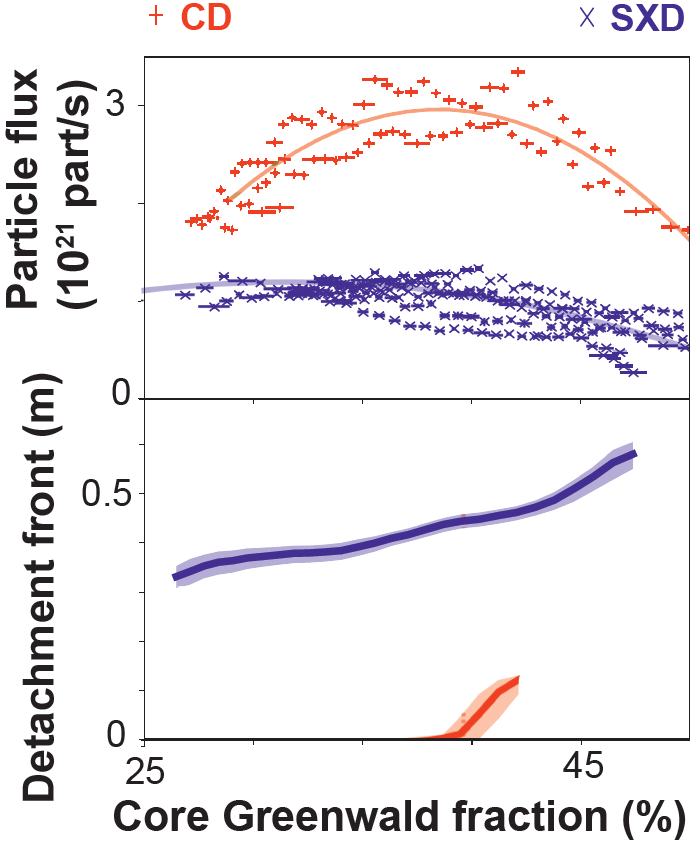 CD
SXD
Particle flux
(10²¹ part/s)
3
0
Detachment front (m)
0.5
0
25
45
Core Greenwald fraction (%)